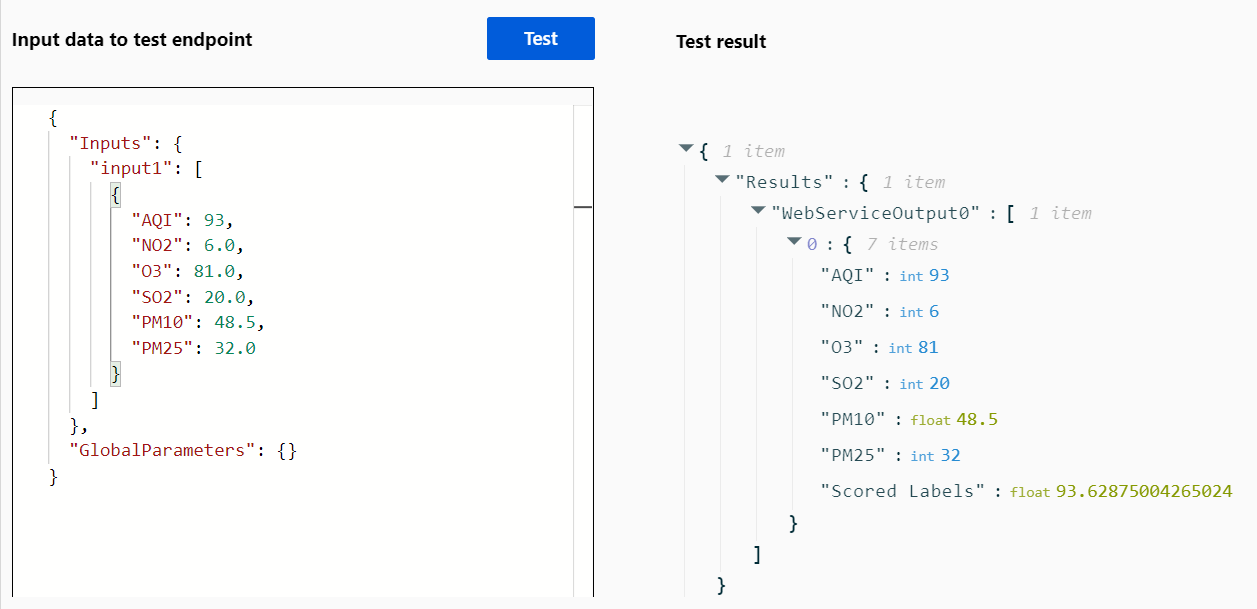 Input data to test endpoint
Test
{
"Inputs": {
"input1": [
{
"AQI": 93,
"NO2": 6.0,
"O3": 81.0,
"SO2": 20.0,
"PM10": 48.5,
"PM25": 32.0
}
]
},
"GlobalParameters": {}
}
Test result
{ 1 item
"Results" : { 1 item
"WebServiceOutput0" : [ 1 item
0 : { 7 items
"AQI" : int 93
"NO2" : int 6
"O3" : int 81
"SO2" : int 20
"PM10" : float 48.5
"PM25" : int 32
"Scored Labels" : float 93.62875004265024
}
]
}